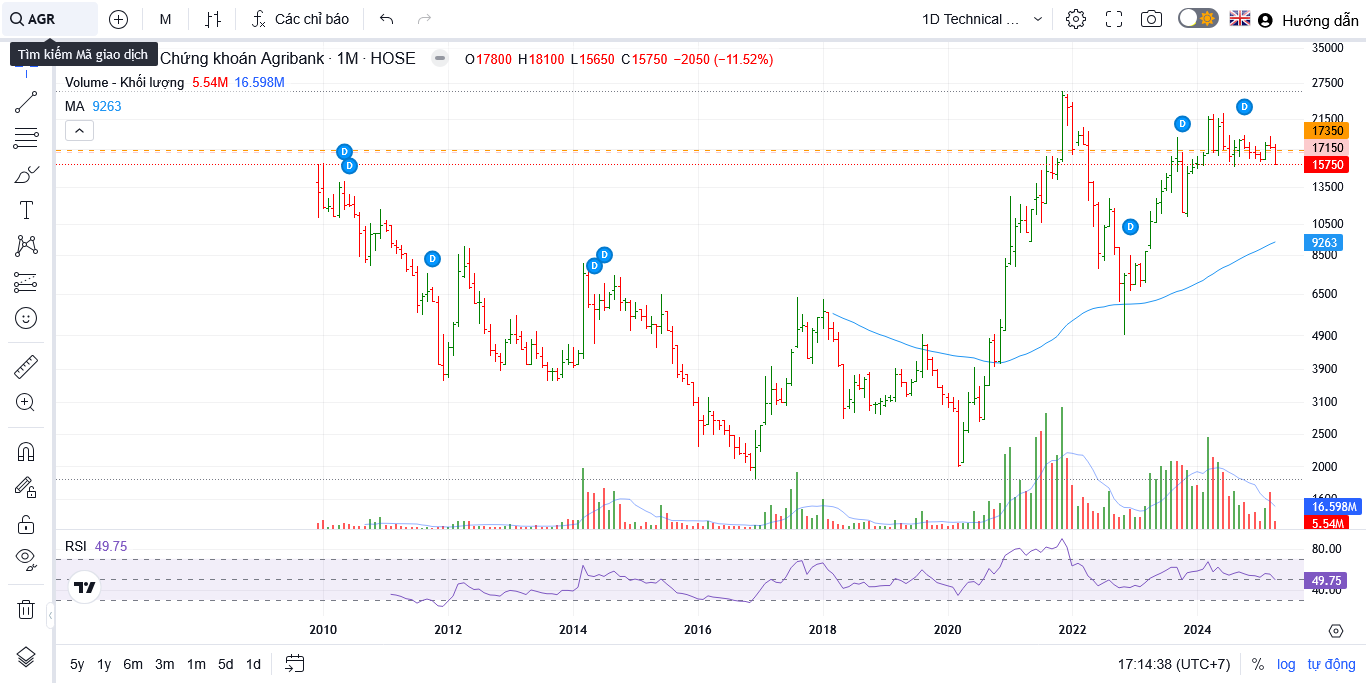 AGR M Các chỉ báo 1D Technical ... Hướng dẫn
Tìm kiếm Mã giao dịch
Chứng khoán Agribank · 1M · HOSE O17800 H18100 L15650 C15750 −2050 (−11.52%)
Volume - Khối lượng 5.54M 16.598M
MA 9263
35000
27500
21500
17350
17150
15750
13500
10500
9263
8500
6500
4900
3900
3100
2500
2000
1600
16.598M
5.54M
D
D
D
D
D
D
D
D
RSI 49.75
80.00
49.75
40.00
2010 2012 2014 2016 2018 2020 2022 2024
5y 1y 6m 3m 1m 5d 1d 17:14:38 (UTC+7) % log tự động